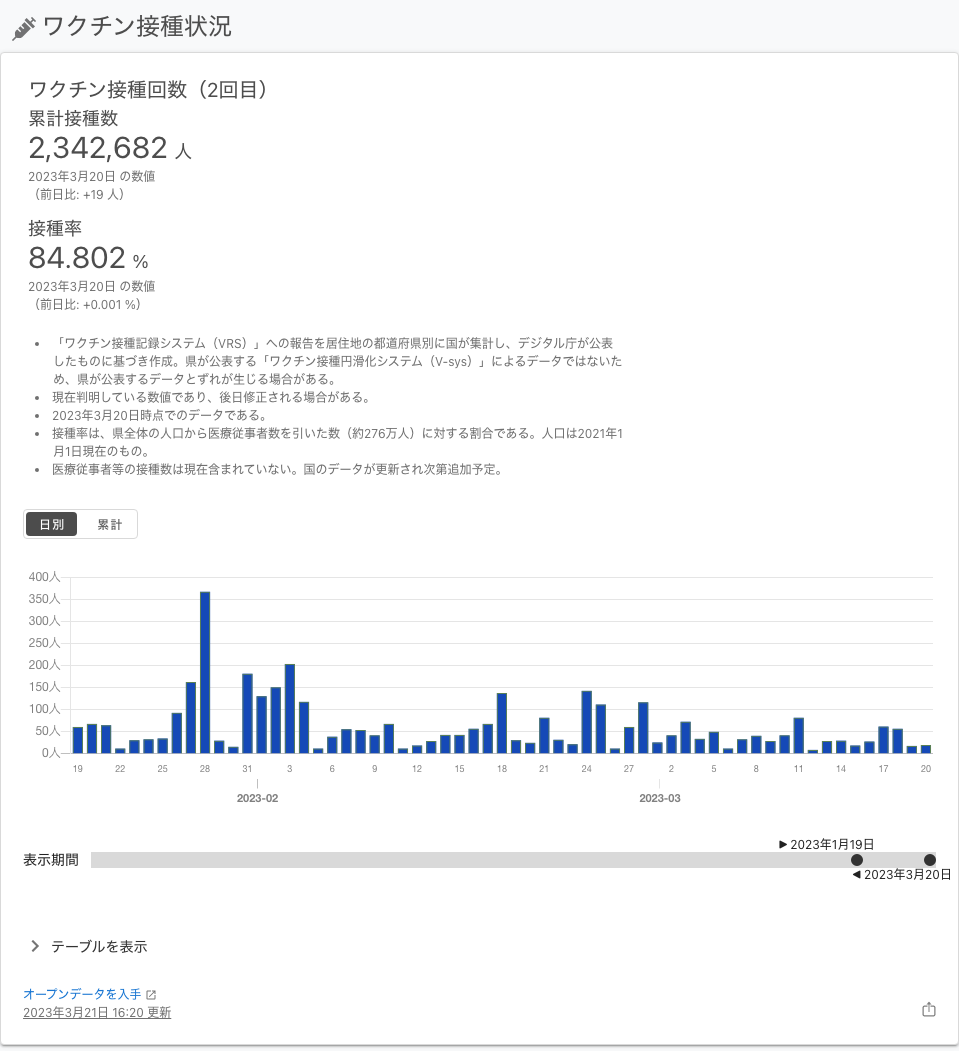 ワクチン接種状況
ワクチン接種回数（2回目）
累計接種数
2,342,682 人
2023年3月20日 の数値
（前日比: +19 人）
接種率
84.802 %
2023年3月20日 の数値
（前日比: +0.001 %）
• 「ワクチン接種記録システム（VRS）」への報告を居住地の都道府県別に国が集計し、デジタル庁が公表
したものに基づき作成。県が公表する「ワクチン接種円滑化システム（V-sys）」によるデータではないた
め、県が公表するデータとずれが生じる場合がある。
• 現在判明している数値であり、後日修正される場合がある。
• 2023年3月20日時点でのデータである。
• 接種率は、県全体の人口から医療従事者数を引いた数（約276万人）に対する割合である。人口は2021年1
月1日現在のもの。
• 医療従事者等の接種数は現在含まれていない。国のデータが更新され次第追加予定。
日別 累計
400人
350人
300人
250人
200人
150人
100人
50人
0人
19 22 25 28 31 3 6 9 12 15 18 21 24 27 2 5 8 11 14 17 20
2023-02 2023-03
▶ 2023年1月19日
表示期間
◀ 2023年3月20日
テーブルを表示
オープンデータを入手
2023年3月21日 16:20 更新